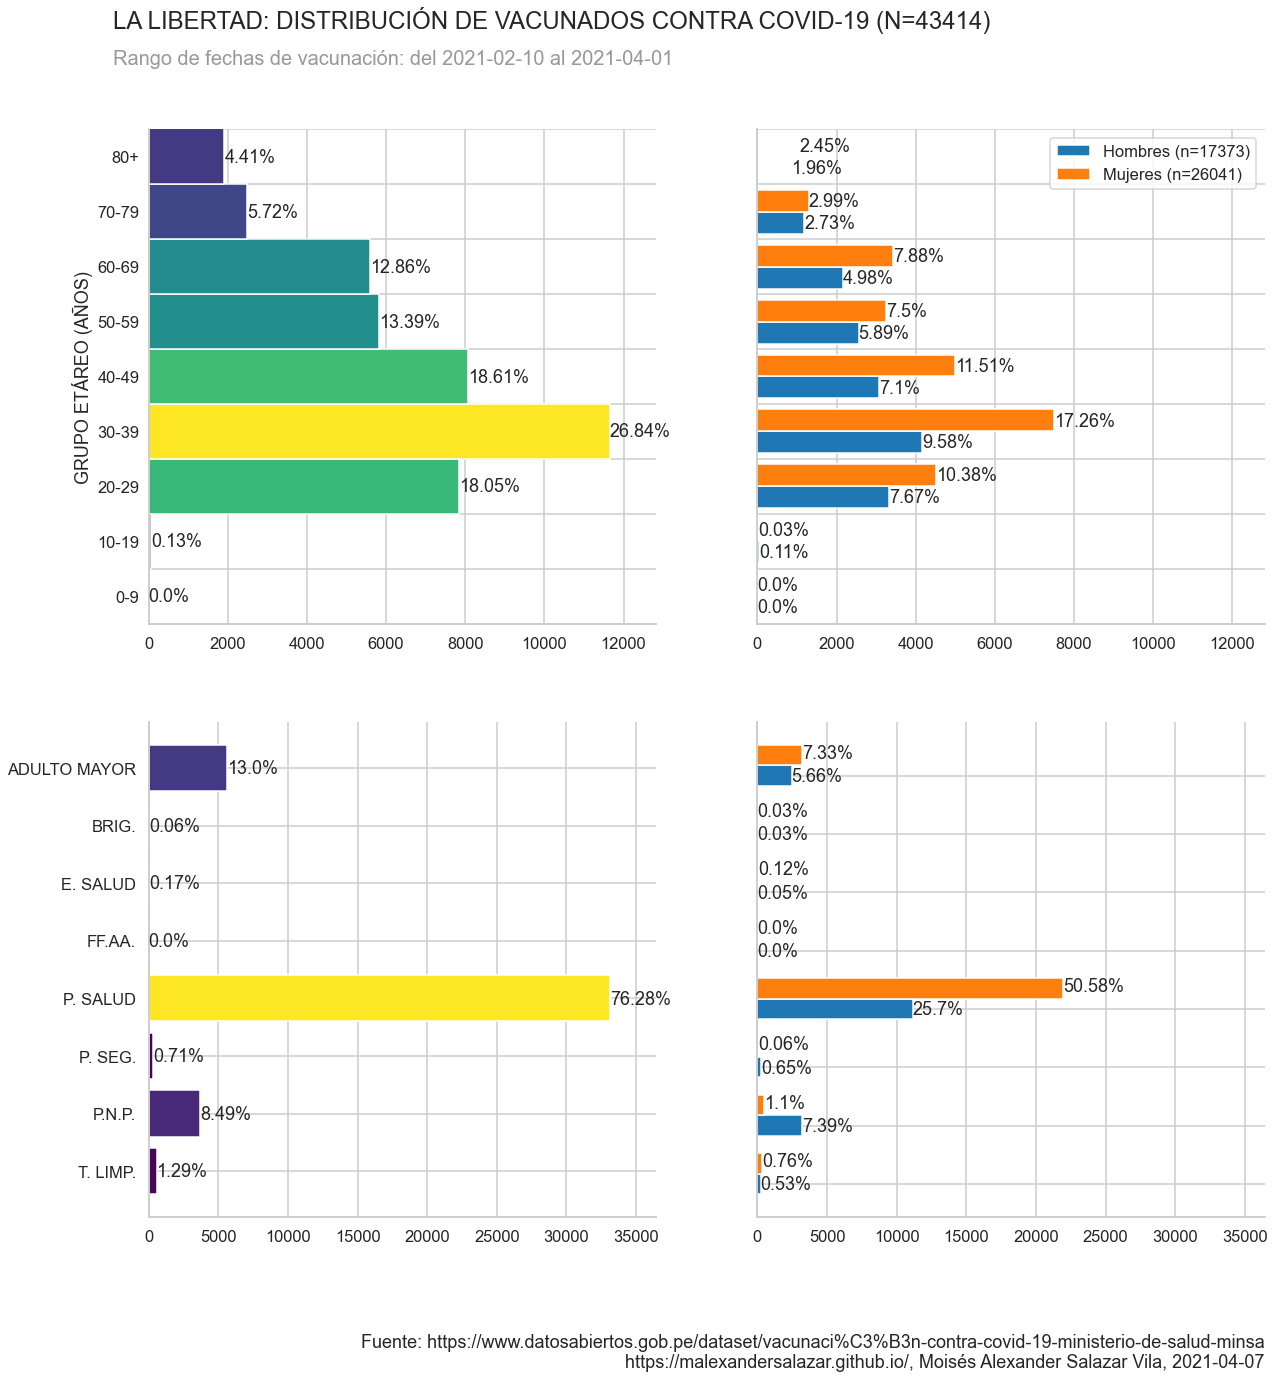 LA LIBERTAD: DISTRIBUCIÓN DE VACUNADOS CONTRA COVID-19 (N=43414)
Rango de fechas de vacunación: del 2021-02-10 al 2021-04-01
GRUPO ETÁREO (AÑOS)
80+ 4.41%
70-79 5.72%
60-69 12.86%
50-59 13.39%
40-49 18.61%
30-39 26.84%
20-29 18.05%
10-19 0.13%
0-9 0.0%
0 2000 4000 6000 8000 10000 12000
Hombres (n=17373)
Mujeres (n=26041)
2.45%
1.96%
2.99%
2.73%
7.88%
4.98%
7.5%
5.89%
11.51%
7.1%
17.26%
9.58%
10.38%
7.67%
0.03%
0.11%
0.0%
0.0%
0 2000 4000 6000 8000 10000 12000
ADULTO MAYOR 13.0%
BRIG. 0.06%
E. SALUD 0.17%
FF.AA. 0.0%
P. SALUD 76.28%
P. SEG. 0.71%
P.N.P. 8.49%
T. LIMP. 1.29%
0 5000 10000 15000 20000 25000 30000 35000
7.33%
5.66%
0.03%
0.03%
0.12%
0.05%
0.0%
0.0%
50.58%
25.7%
0.06%
0.65%
1.1%
7.39%
0.76%
0.53%
0 5000 10000 15000 20000 25000 30000 35000
Fuente: https://www.datosabiertos.gob.pe/dataset/vacunaci%C3%B3n-contra-covid-19-ministerio-de-salud-minsa
https://malexandersalazar.github.io/, Moisés Alexander Salazar Vila, 2021-04-07